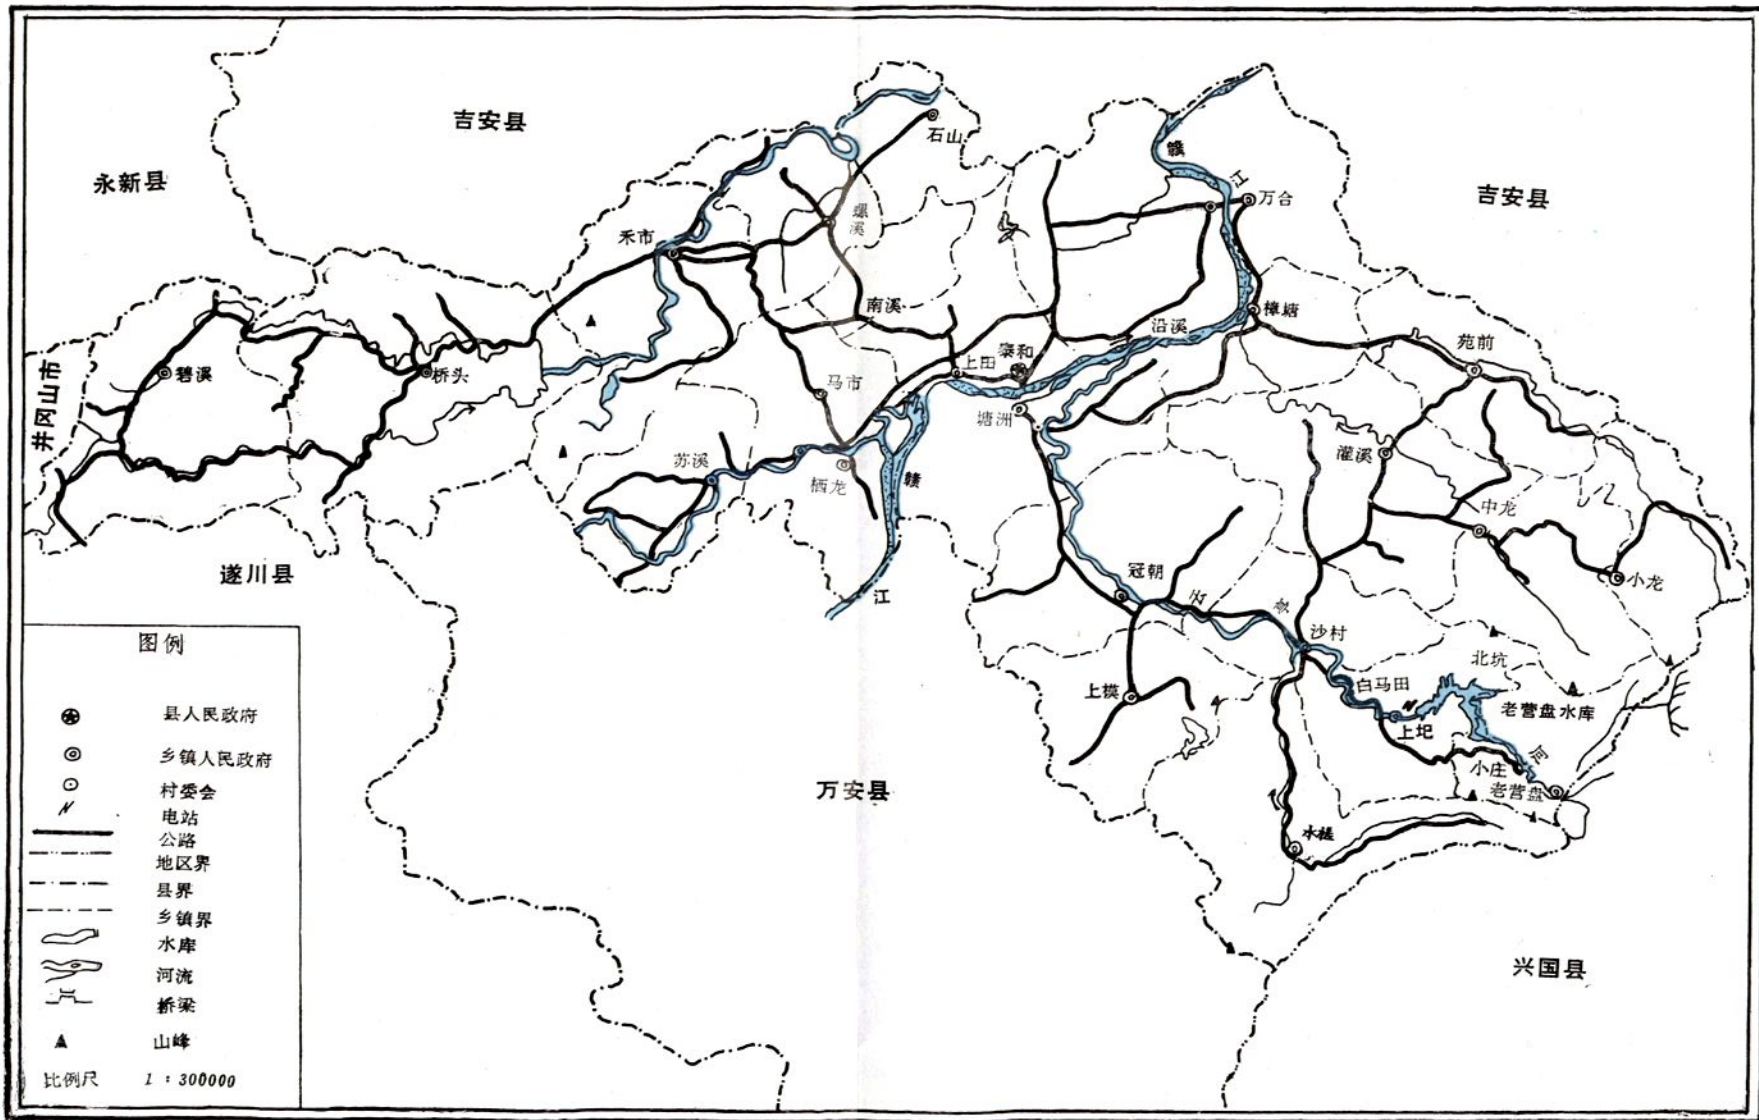 吉安县
永新县
石山
赣
江
万合
吉安县
螺溪
禾市
南溪
沿溪
樟塘
苑前
碧溪
桥头
上田
泰和
马市
塘洲
井冈山市
灌溪
苏溪
栖龙
赣
中龙
遂川县
江
冠朝
云
亭
小龙
沙村
北坑
上模
白马田
老营盘水库
上圯
河
小庄
老营盘
万安县
水槎
兴国县
图例
县人民政府
乡镇人民政府
村委会
电站
公路
地区界
县界
乡镇界
水库
河流
桥梁
山峰
比例尺 1：300000